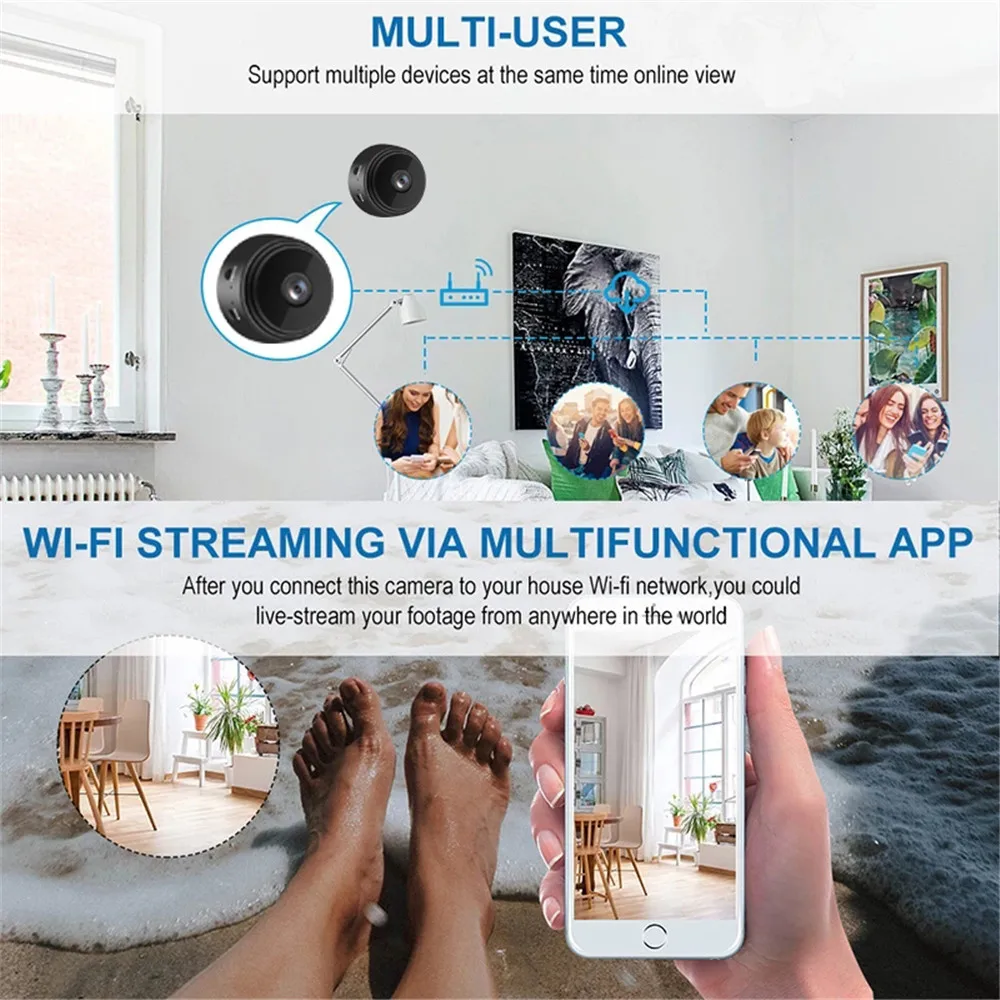 MULTI-USER
Support multiple devices at the same time online view
WI-FI STREAMING VIA MULTIFUNCTIONAL APP
After you connect this camera to your house Wi-fi network,you could
live-stream your footage from anywhere in the world